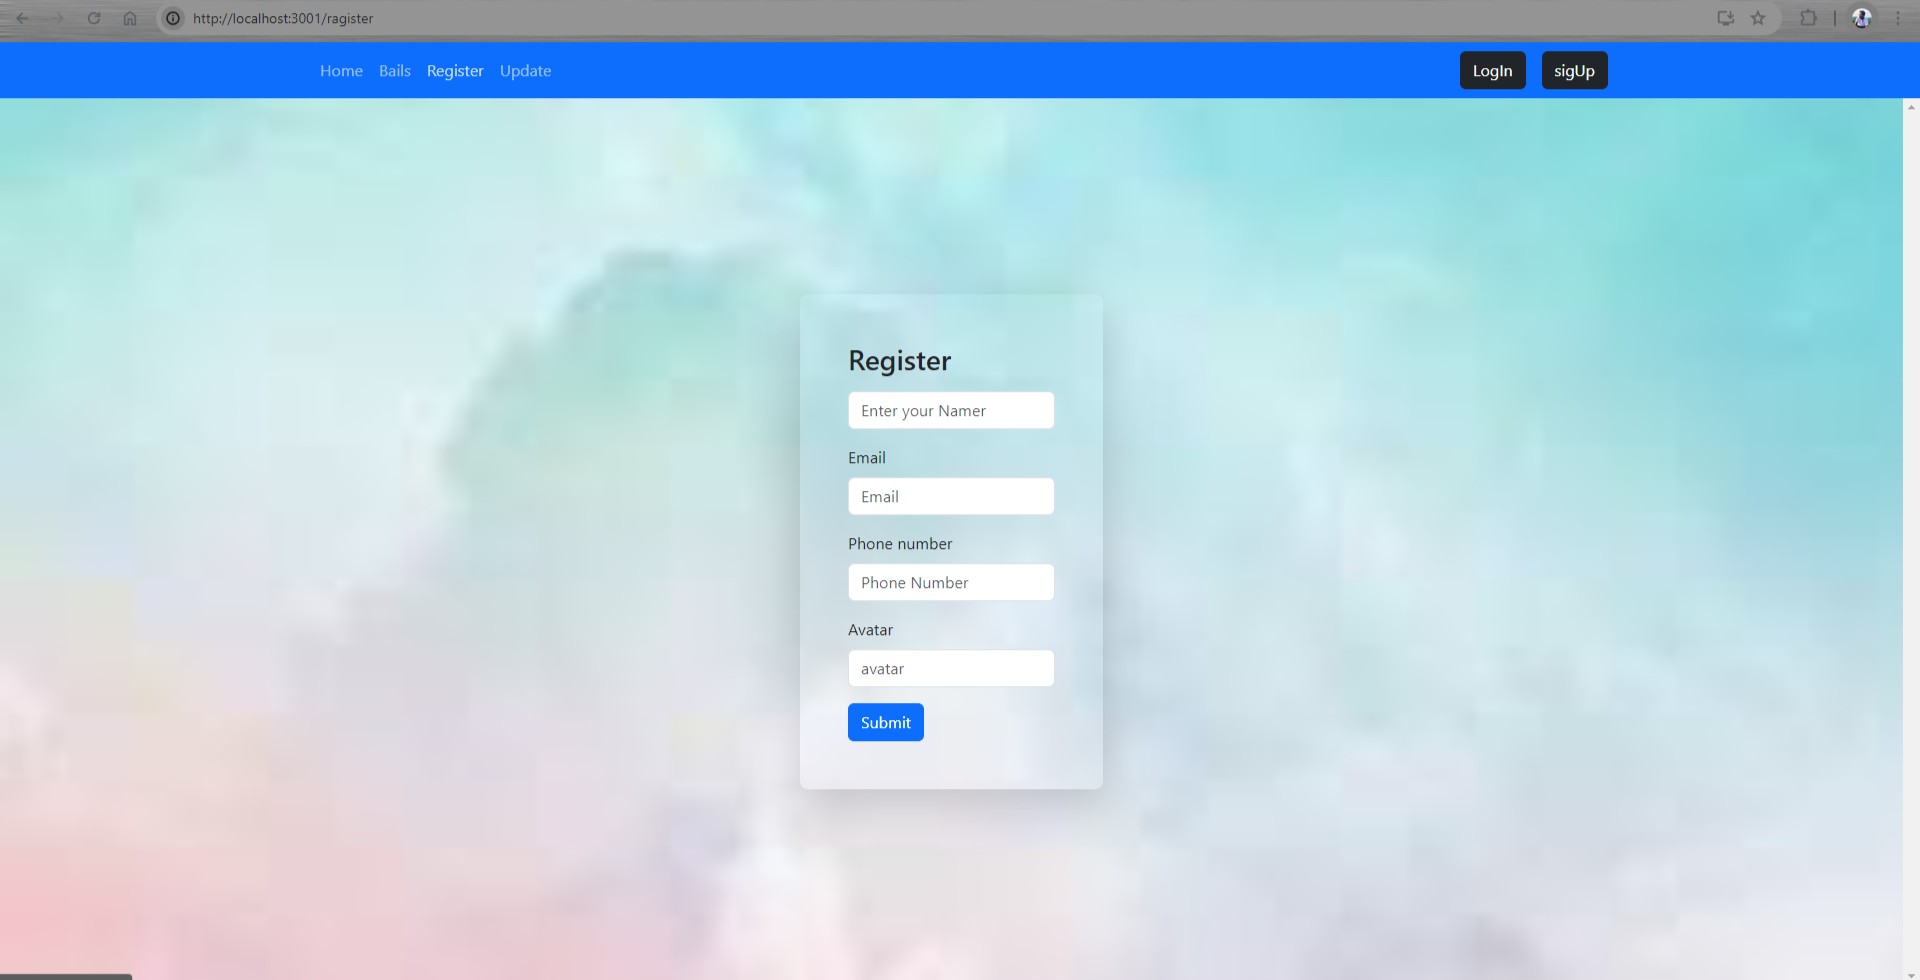 http://localhost:3001/ragister
Home Bails Register Update LogIn sigUp
Register
Enter your Namer
Email
Email
Phone number
Phone Number
Avatar
avatar
Submit